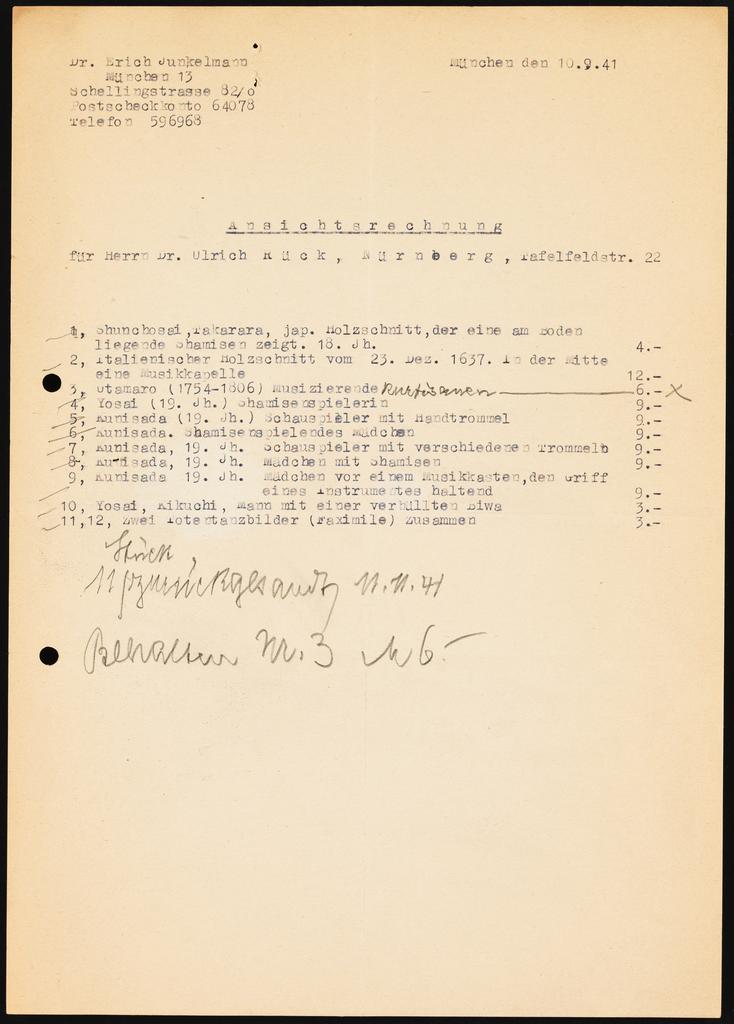 Dr. Erich Junkelmann
München 13
Schellingstrasse 82/o
Postscheckkonto 64078
Telefon 596968
München den 10.9.41
Ansichtsrechnung
für Herrn Dr. Ulrich Rück, Nürnberg, Tafelfeldstr. 22
1, Shunchosai,Takarara, jap. Holzschnitt,der eine am Boden
liegende Shamisen zeigt. 18. Jh. 4.-
2, Italienischer Holzschnitt vom 23. Dez. 1637. In der Mitte
eine Musikkapelle 12.-
3, Utamaro (1754-1806) Musizierende Kurtisanen 6.- X
4, Yosai (19. Jh.) Shamisenspielerin 9.-
5, Kunisada (19. Jh.) Schauspieler mit Handtrommel 9.-
6, Kunisada. Shamisenspielendes Mädchen 9.-
7, Kunisada, 19. Jh. Schauspieler mit verschiedenen Trommeln 9.-
8, Kunisada, 19. Jh. Mädchen mit Shamisen 9.-
9, Kunisada 19. Jh. Mädchen vor einem Musikkasten,den Griff
eines Instrumentes haltend 9.-
10, Yosai, Kikuchi, Mann mit einer verhüllten Biwa 3.-
11,12, Zwei Totentanzbilder (Faximile) Zusammen 3.-
Stück,
11 zurückgesandt 11.11.41
Behalten Nr. 3 M 6.-